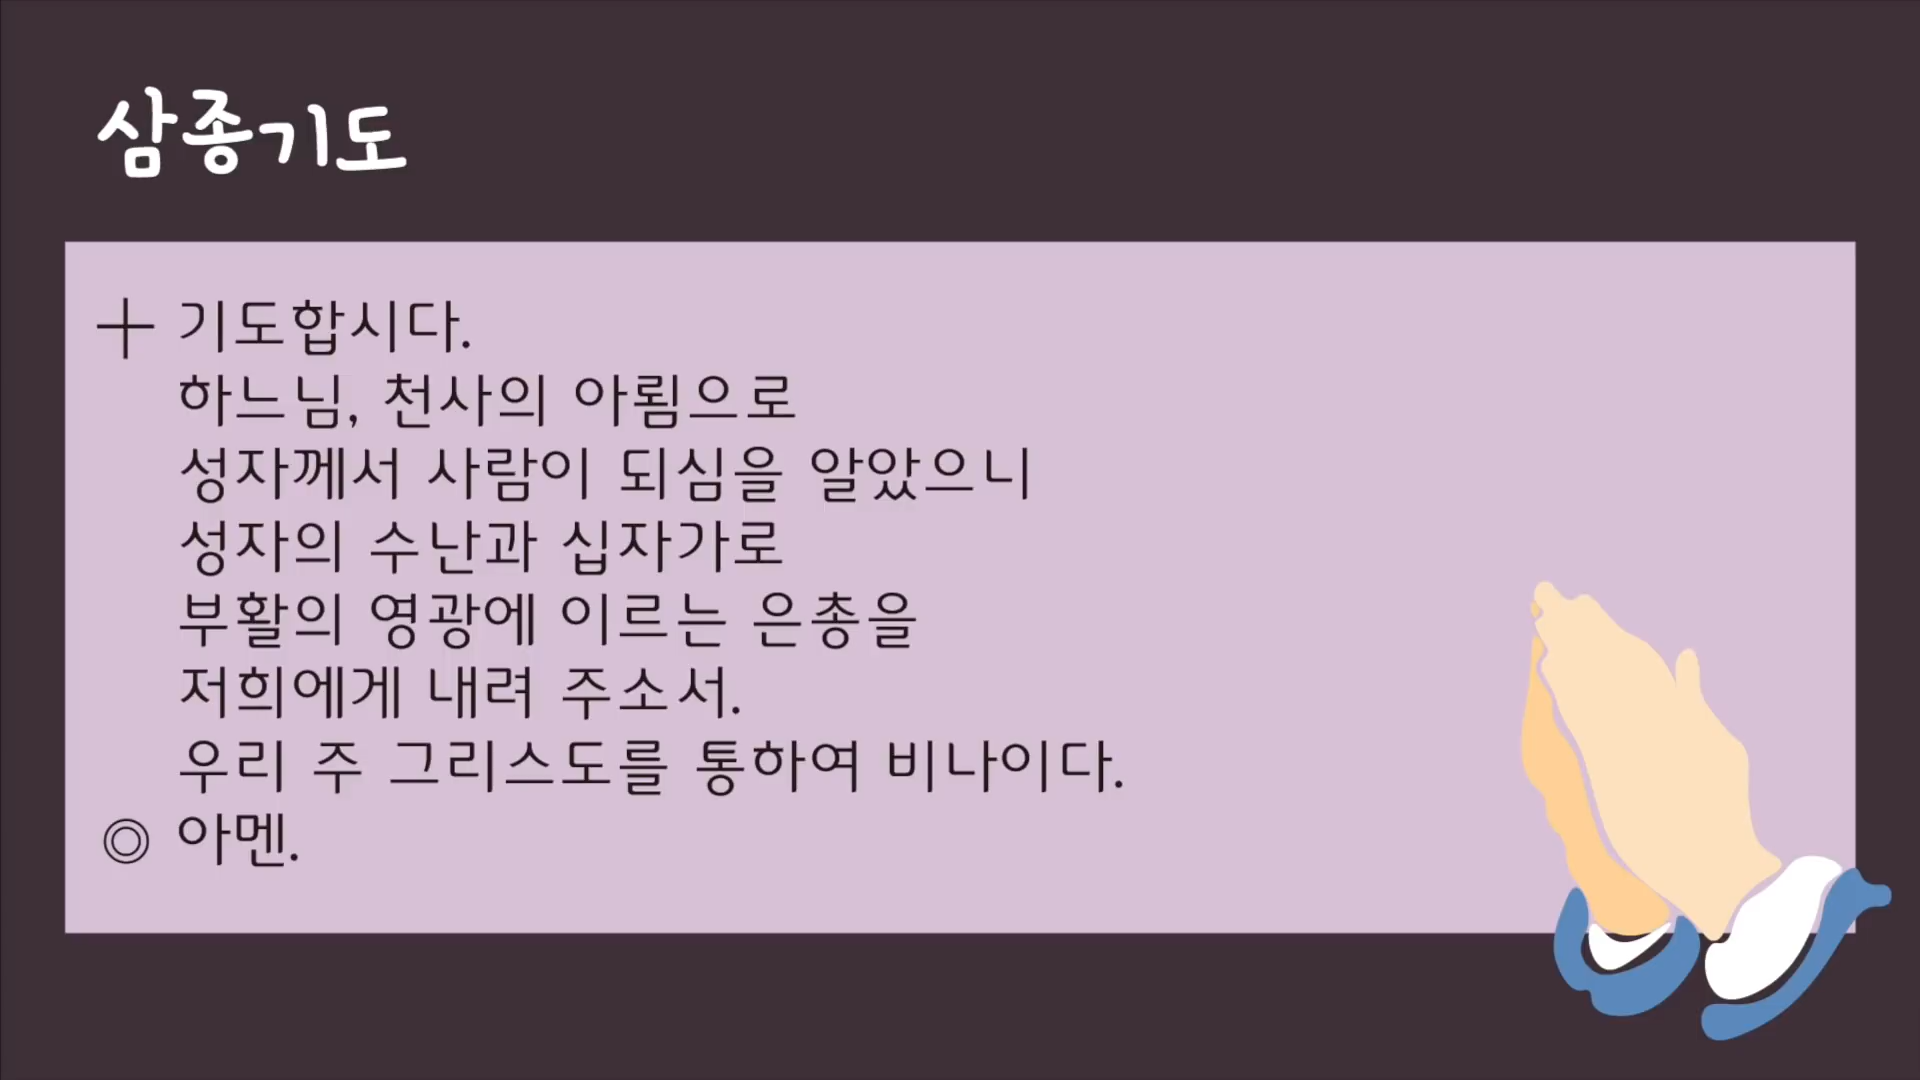 삼종기도
┼ 기도합시다.
하느님, 천사의 아룀으로
성자께서 사람이 되심을 알았으니
성자의 수난과 십자가로
부활의 영광에 이르는 은총을
저희에게 내려 주소서.
우리 주 그리스도를 통하여 비나이다.
◎ 아멘.